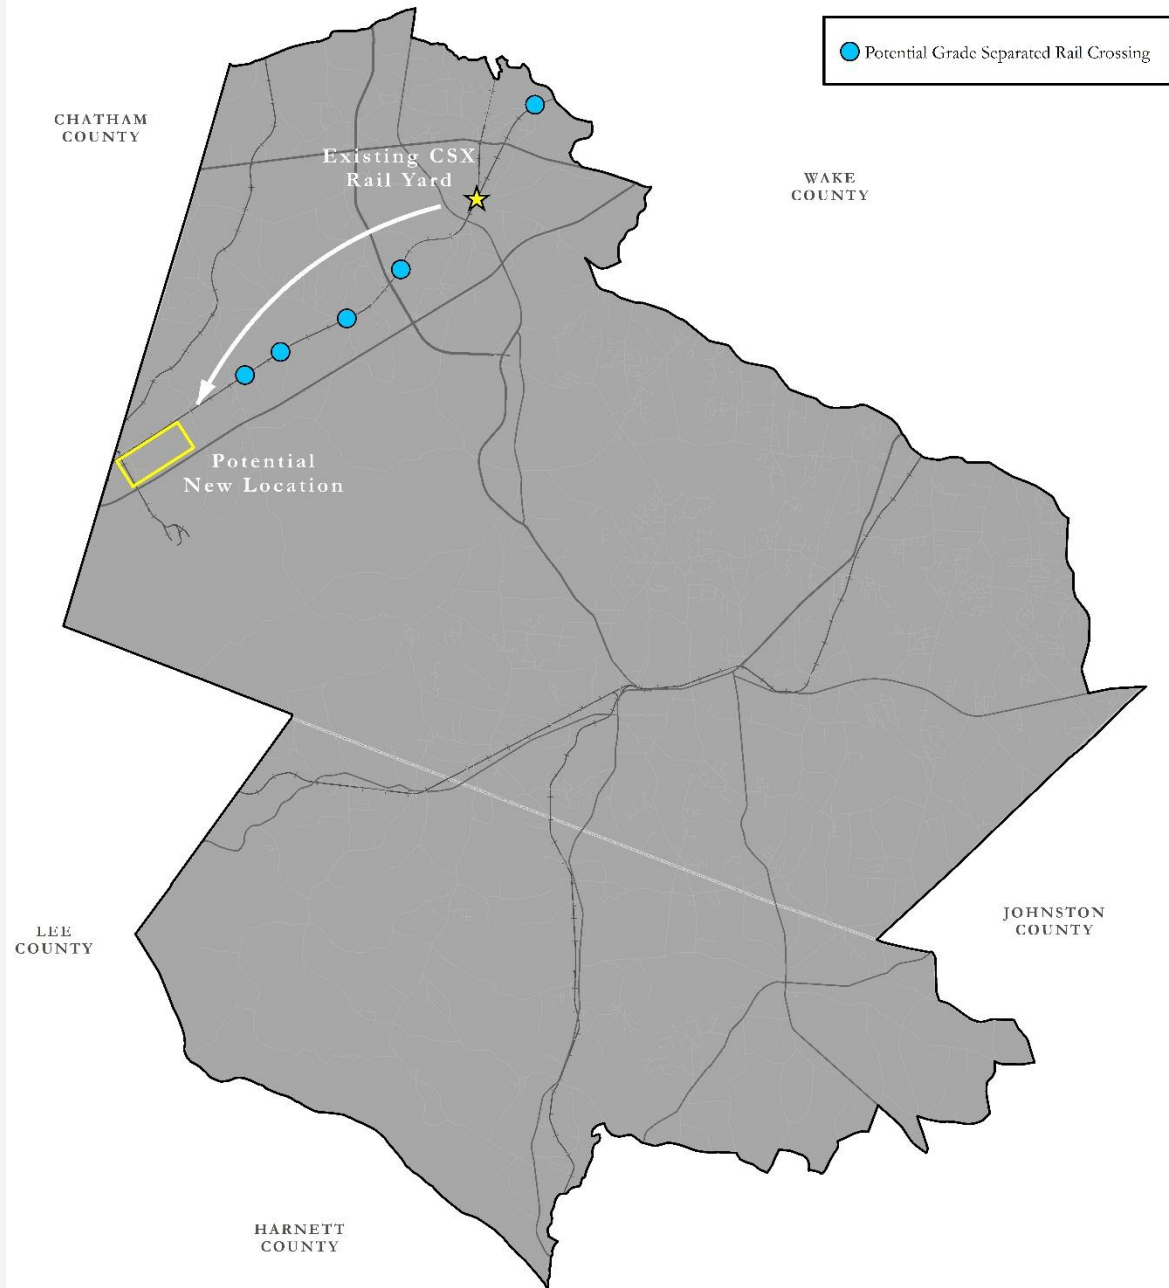 Potential Grade Separated Rail Crossing
CHATHAM
COUNTY
Existing CSX
Rail Yard
WAKE
COUNTY
Potential
New Location
LEE
COUNTY
JOHNSTON
COUNTY
HARNETT
COUNTY